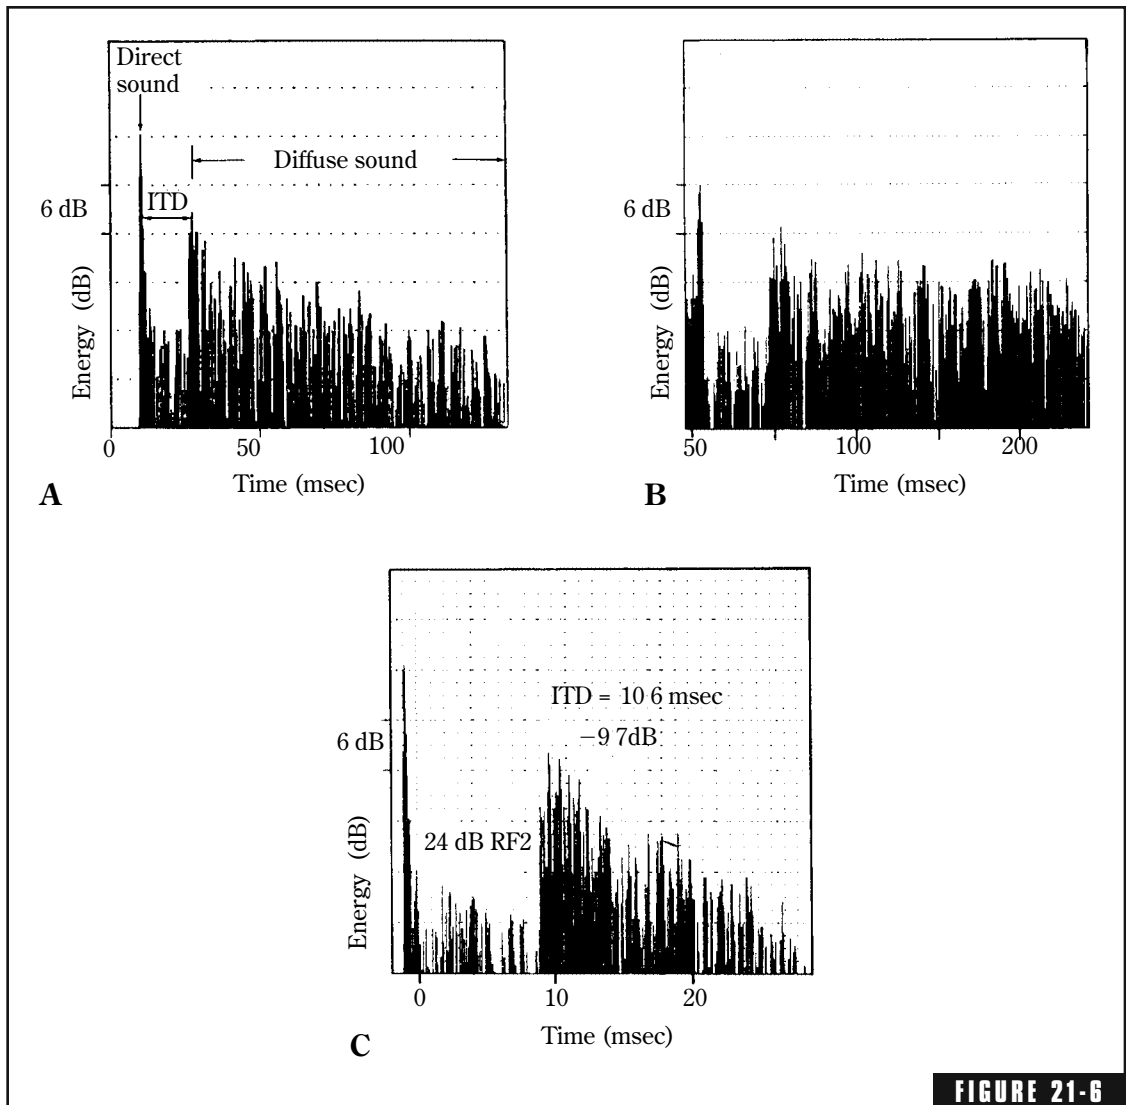 Direct
sound
Diffuse sound
ITD
6 dB
Energy (dB)
0 50 100
Time (msec)
A
6 dB
Energy (dB)
50 100 200
Time (msec)
B
ITD = 10 6 msec
−9 7dB
6 dB
24 dB RF2
Energy (dB)
0 10 20
Time (msec)
C
FIGURE 21-6